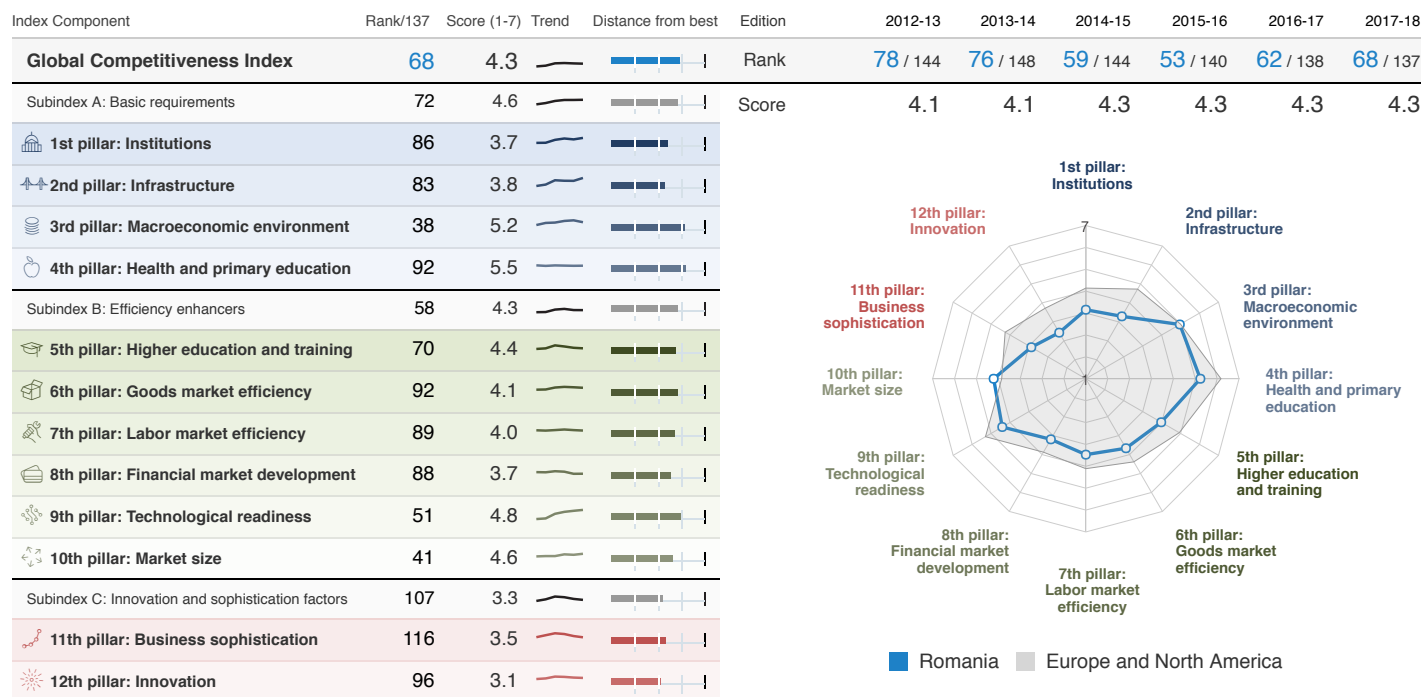 Index Component Rank/137 Score (1-7) Trend Distance from best
Global Competitiveness Index 68 4.3
Subindex A: Basic requirements 72 4.6
1st pillar: Institutions 86 3.7
2nd pillar: Infrastructure 83 3.8
3rd pillar: Macroeconomic environment 38 5.2
4th pillar: Health and primary education 92 5.5
Subindex B: Efficiency enhancers 58 4.3
5th pillar: Higher education and training 70 4.4
6th pillar: Goods market efficiency 92 4.1
7th pillar: Labor market efficiency 89 4.0
8th pillar: Financial market development 88 3.7
9th pillar: Technological readiness 51 4.8
10th pillar: Market size 41 4.6
Subindex C: Innovation and sophistication factors 107 3.3
11th pillar: Business sophistication 116 3.5
12th pillar: Innovation 96 3.1
Edition 2012-13 2013-14 2014-15 2015-16 2016-17 2017-18
Rank 78 / 144 76 / 148 59 / 144 53 / 140 62 / 138 68 / 137
Score 4.1 4.1 4.3 4.3 4.3 4.3
1st pillar:
Institutions
2nd pillar:
Infrastructure
3rd pillar:
Macroeconomic
environment
4th pillar:
Health and primary
education
5th pillar:
Higher education
and training
6th pillar:
Goods market
efficiency
7th pillar:
Labor market
efficiency
8th pillar:
Financial market
development
9th pillar:
Technological
readiness
10th pillar:
Market size
11th pillar:
Business
sophistication
12th pillar:
Innovation
7
1
Romania Europe and North America